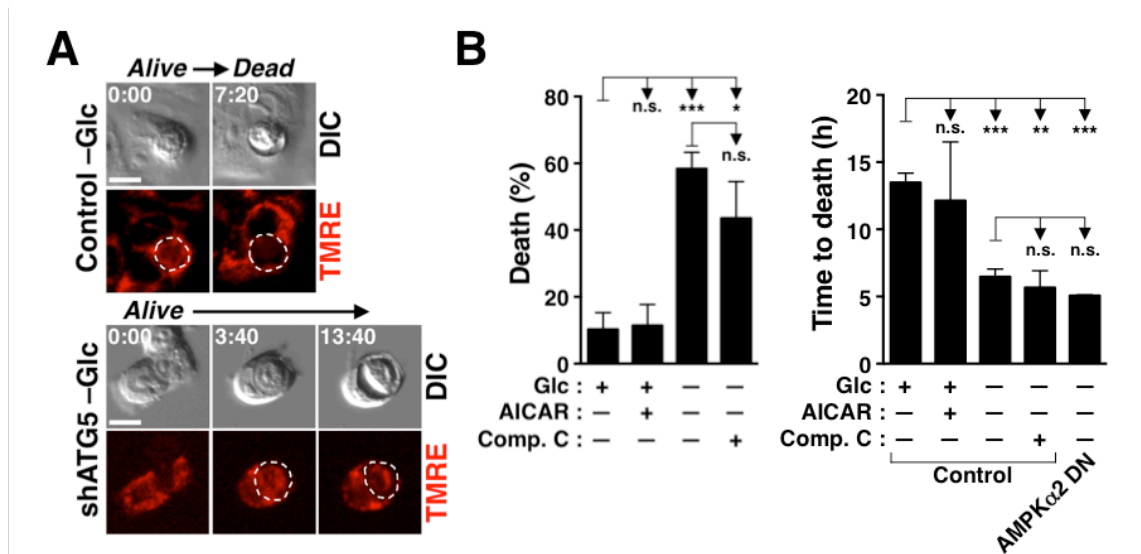 A
Alive → Dead
Control –Glc
0:00
7:20
DIC
TMRE
Alive
shATG5 –Glc
0:00
3:40
13:40
DIC
TMRE
B
Death (%)
80
60
40
20
0
n.s.
***
*
n.s.
Glc : + + – –
AICAR : – + – –
Comp. C : – – – +
Time to death (h)
20
15
10
5
0
n.s.
***
**
***
n.s.
n.s.
Glc : + + – – –
AICAR : – + – – –
Comp. C : – – – + –
Control
AMPKα2 DN